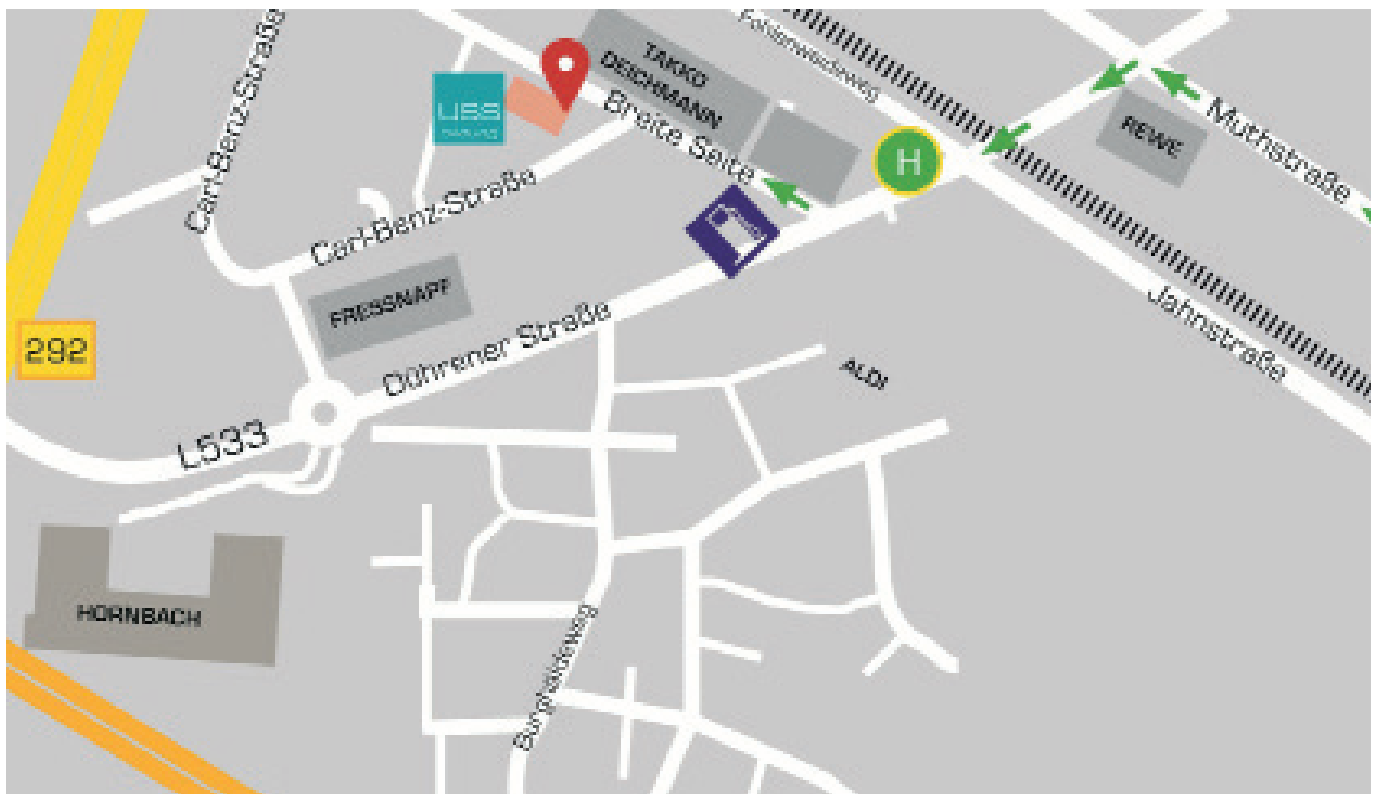 Carl-Benz-Straße
TAKKO
DEICHMANN
Fohlenweideweg
Breite Seite
H
REWE
Muthstraße
Carl-Benz-Straße
FRESSNAPF
Jahnstraße
292
Dührener Straße
ALDI
L533
HORNBACH
Burghaldeweg